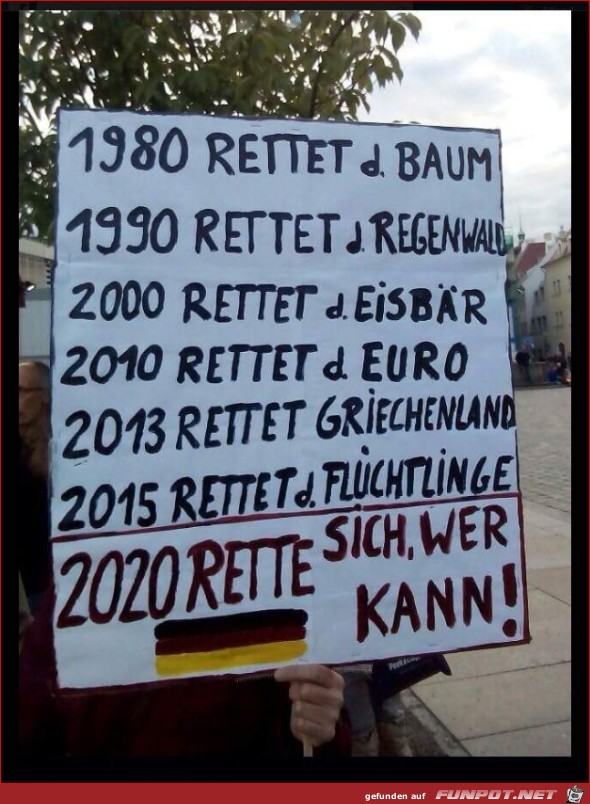 1980 RETTET d. BAUM
1990 RETTET d. REGENWALD
2000 RETTET d. EiSBÄR
2010 RETTET d. EURO
2013 RETTET GRIECHENLAND
2015 RETTET d. FLÜCHTLINGE
2020 RETTE SICH, WER
KANN!
gefunden auf FUNPOT.NET